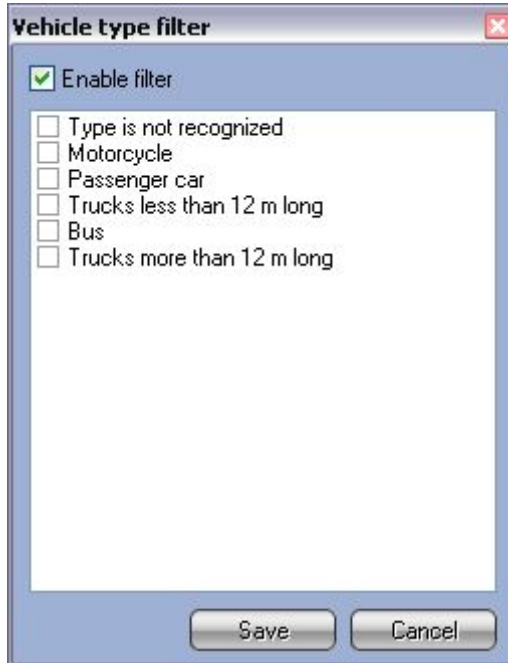 Vehicle type filter
Enable filter
Type is not recognized
Motorcycle
Passenger car
Trucks less than 12 m long
Bus
Trucks more than 12 m long
Save Cancel